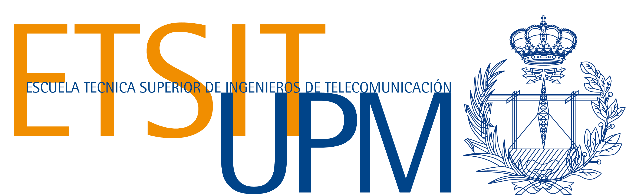 ETSIT
ESCUELA TECNICA SUPERIOR DE INGENIEROS DE TELECOMUNICACIÓN
UPM